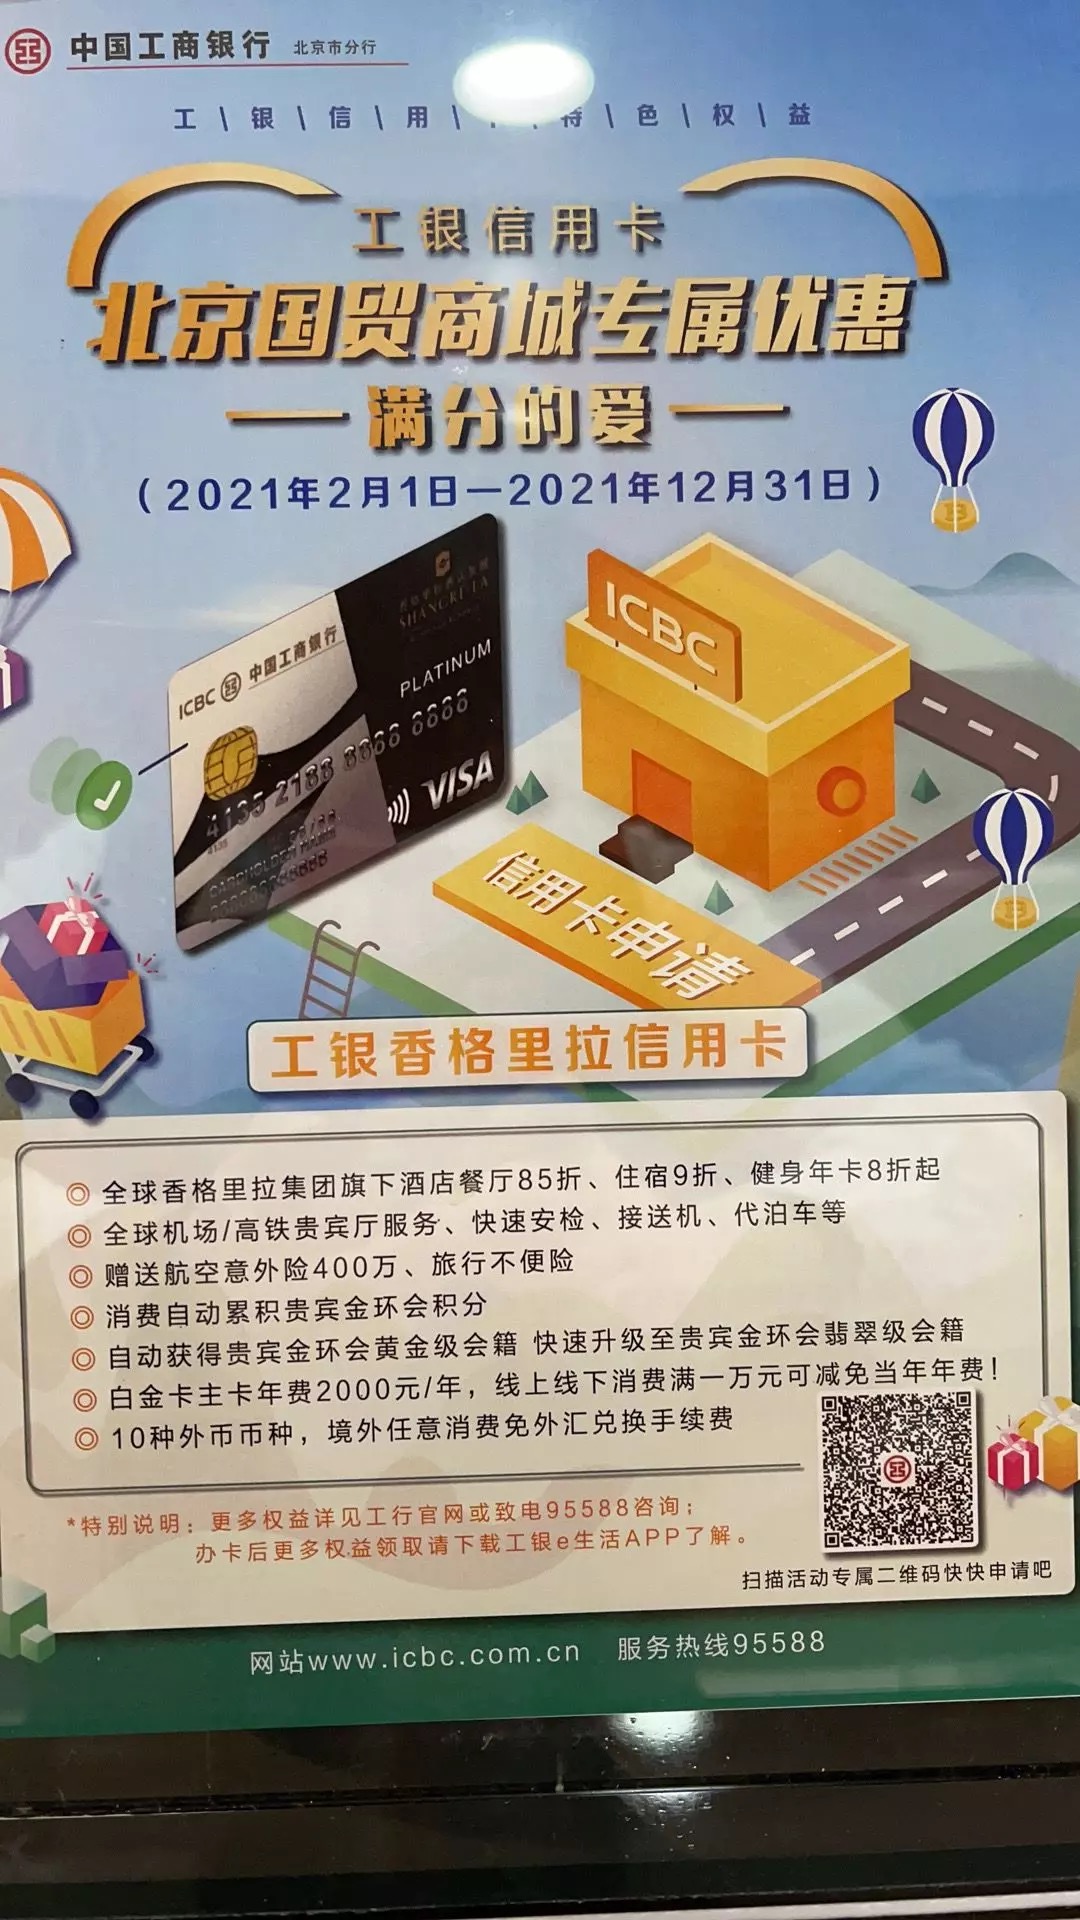 中国工商银行 北京市分行
工 | 银 | 信 | 用 | | 特 | 色 | 权 | 益
工银信用卡
北京国贸商城专属优惠
满分的爱
(2021年2月1日—2021年12月31日)
SHANGRI-LA
ICBC 中国工商银行
PLATINUM
4135 2188 8888 8888
4135
VISA
CARDHOLDER NAME
ICBC
信用卡申请
工银香格里拉信用卡
◎ 全球香格里拉集团旗下酒店餐厅85折、住宿9折、健身年卡8折起
◎ 全球机场/高铁贵宾厅服务、快速安检、接送机、代泊车等
◎ 赠送航空意外险400万、旅行不便险
◎ 消费自动累积贵宾金环会积分
◎ 自动获得贵宾金环会黄金级会籍 快速升级至贵宾金环会翡翠级会籍
◎ 白金卡主卡年费2000元/年，线上线下消费满一万元可减免当年年费！
◎ 10种外币币种，境外任意消费免外汇兑换手续费
*特别说明：更多权益详见工行官网或致电95588咨询；
办卡后更多权益领取请下载工银e生活APP了解。
扫描活动专属二维码快快申请吧
网站www.icbc.com.cn 服务热线95588